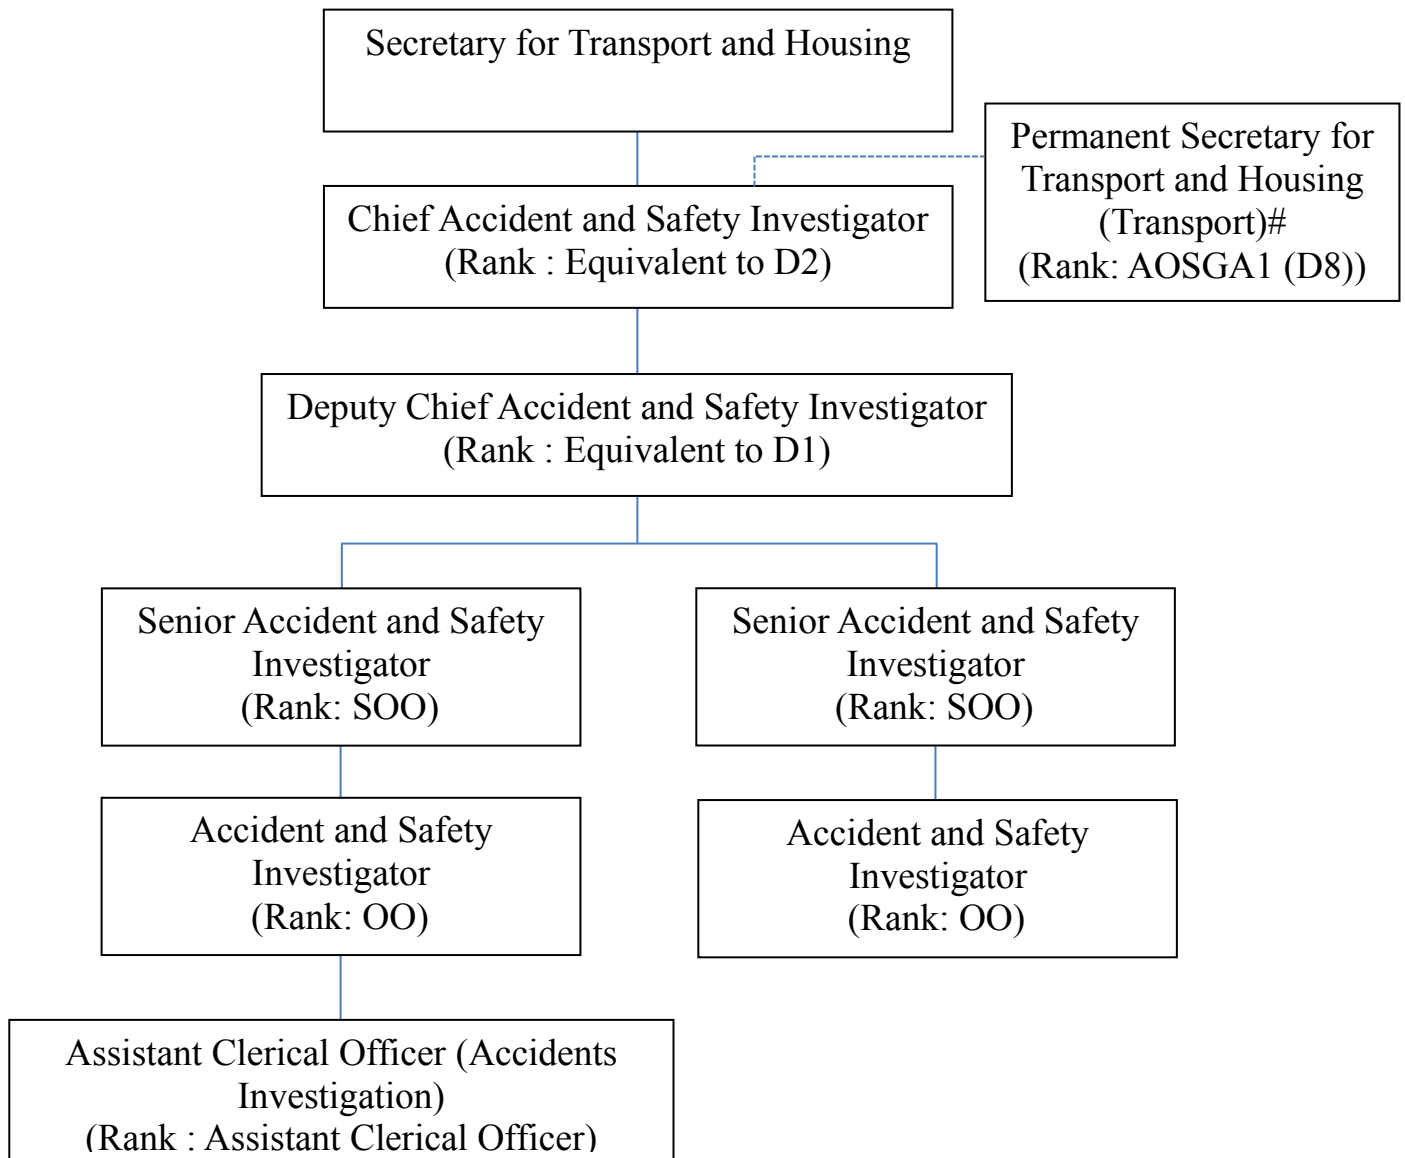 Secretary for Transport and Housing
Permanent Secretary for
Transport and Housing
(Transport)#
(Rank: AOSGA1 (D8))
Chief Accident and Safety Investigator
(Rank : Equivalent to D2)
Deputy Chief Accident and Safety Investigator
(Rank : Equivalent to D1)
Senior Accident and Safety
Investigator
(Rank: SOO)
Senior Accident and Safety
Investigator
(Rank: SOO)
Accident and Safety
Investigator
(Rank: OO)
Accident and Safety
Investigator
(Rank: OO)
Assistant Clerical Officer (Accidents
Investigation)
(Rank : Assistant Clerical Officer)